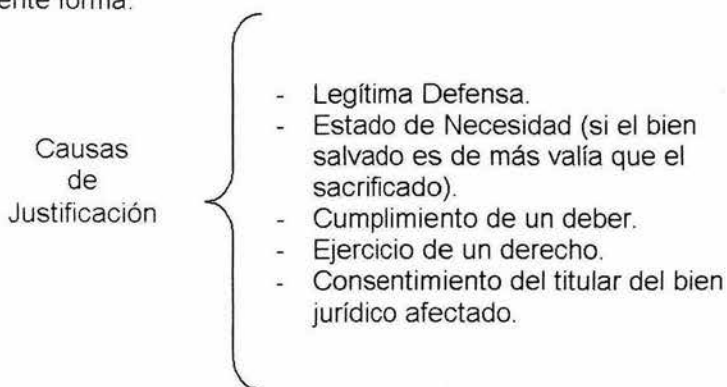 ente forma:
Causas
de
Justificación
- Legítima Defensa.
- Estado de Necesidad (si el bien
salvado es de más valía que el
sacrificado).
- Cumplimiento de un deber.
- Ejercicio de un derecho.
- Consentimiento del titular del bien
jurídico afectado.